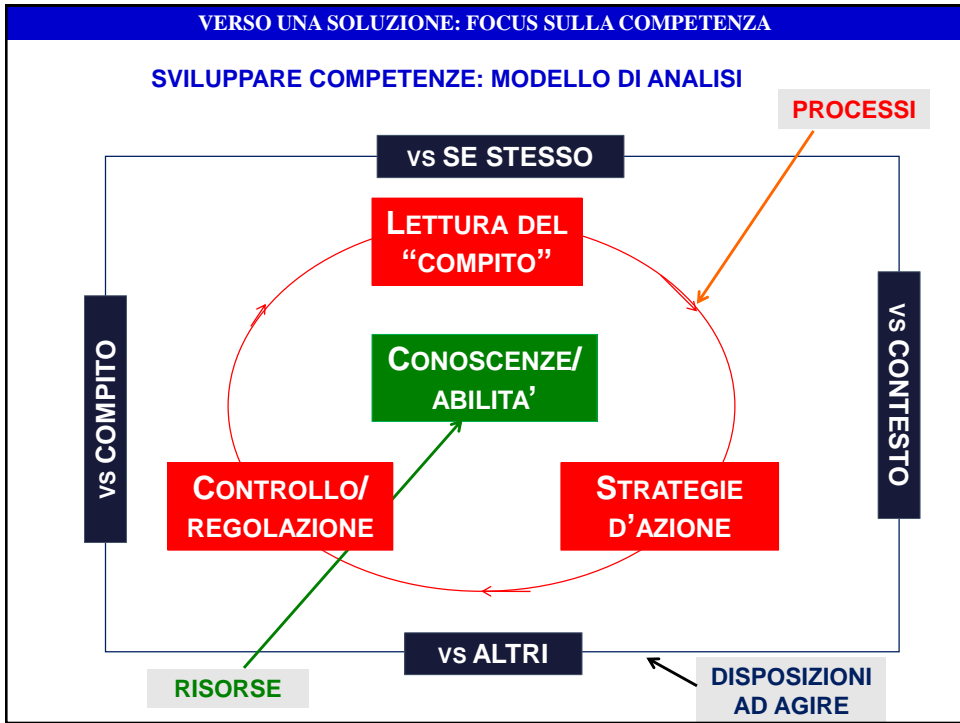 VERSO UNA SOLUZIONE: FOCUS SULLA COMPETENZA
SVILUPPARE COMPETENZE: MODELLO DI ANALISI
PROCESSI
VS SE STESSO
LETTURA DEL
“COMPITO”
VS COMPITO
CONOSCENZE/
ABILITA’
VS CONTESTO
CONTROLLO/
REGOLAZIONE
STRATEGIE
D’AZIONE
VS ALTRI
RISORSE
DISPOSIZIONI
AD AGIRE